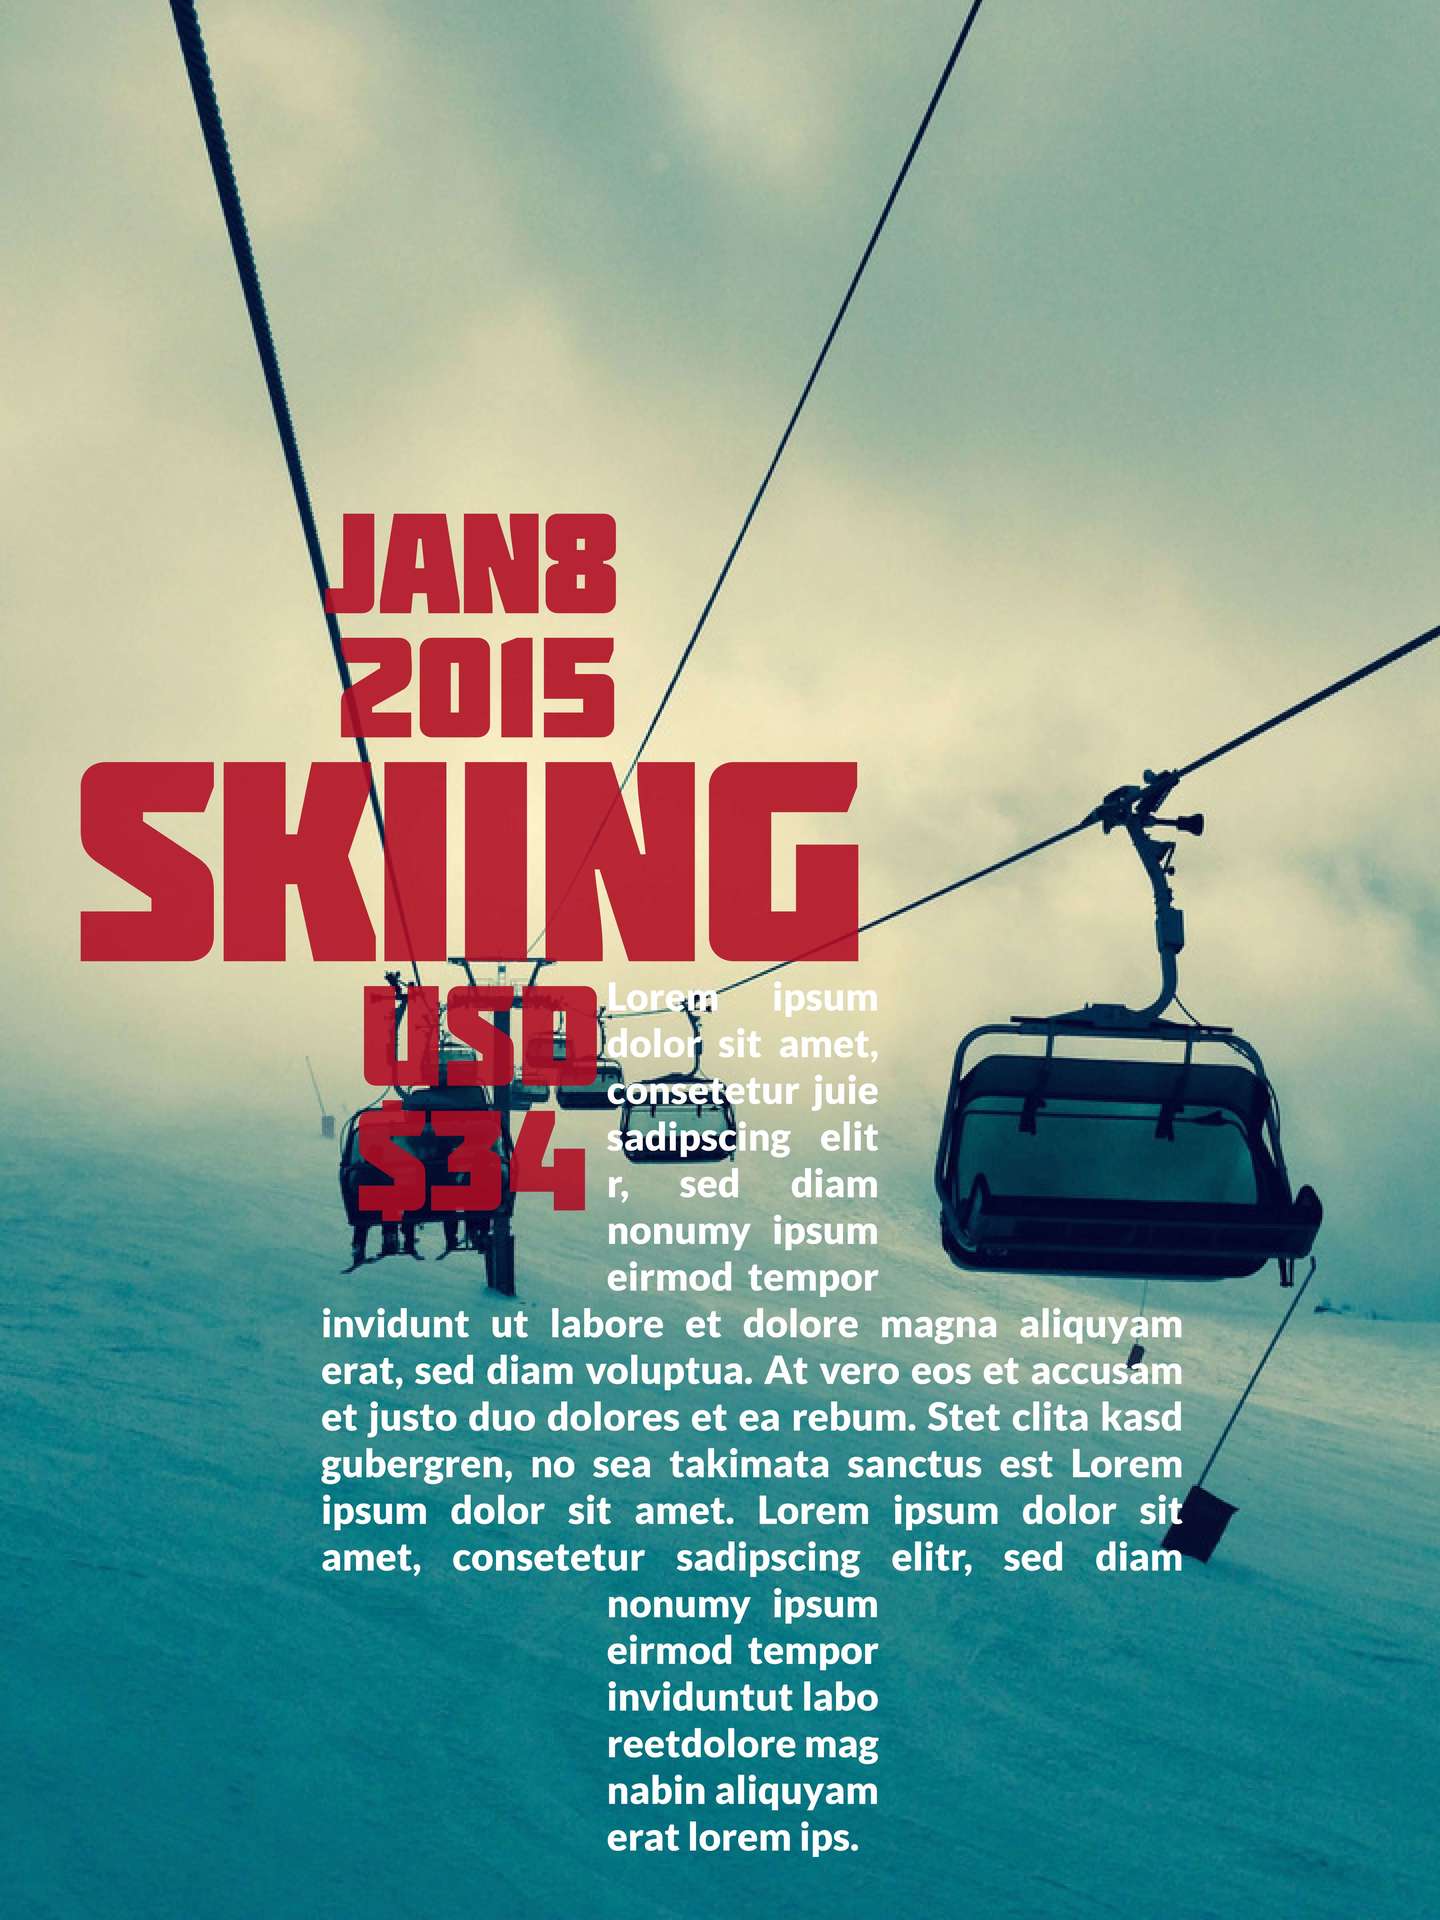 JAN8
2015
SKIING
USD
$34
Lorem ipsum
dolor sit amet,
consetetur juie
sadipscing elit
r, sed diam
nonumy ipsum
eirmod tempor
invidunt ut labore et dolore magna aliquyam
erat, sed diam voluptua. At vero eos et accusam
et justo duo dolores et ea rebum. Stet clita kasd
gubergren, no sea takimata sanctus est Lorem
ipsum dolor sit amet. Lorem ipsum dolor sit
amet, consetetur sadipscing elitr, sed diam
nonumy ipsum
eirmod tempor
inviduntut labo
reetdolore mag
nabin aliquyam
erat lorem ips.